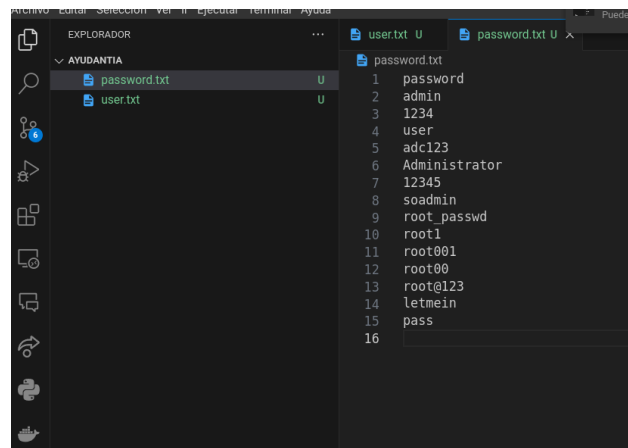 Archivo Editar Selección Ver Ir Ejecutar Terminal Ayuda
Puede
EXPLORADOR ...
AYUDANTIA
password.txt U
user.txt U
6
user.txt U password.txt U
password.txt
1 password
2 admin
3 1234
4 user
5 adc123
6 Administrator
7 12345
8 soadmin
9 root_passwd
10 root1
11 root001
12 root00
13 root@123
14 letmein
15 pass
16